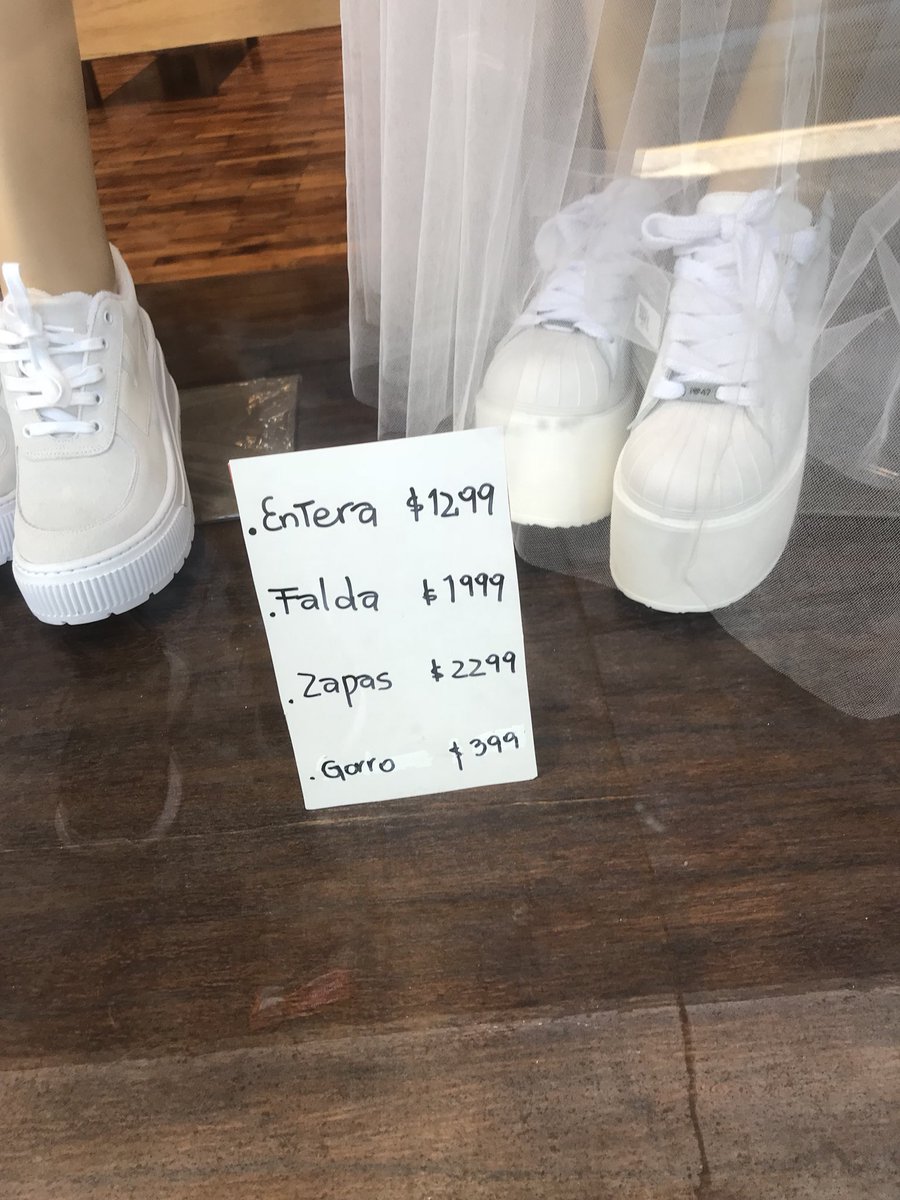 .EnTera $1299
.Falda $1999
.Zapas $2299
.Gorro $399